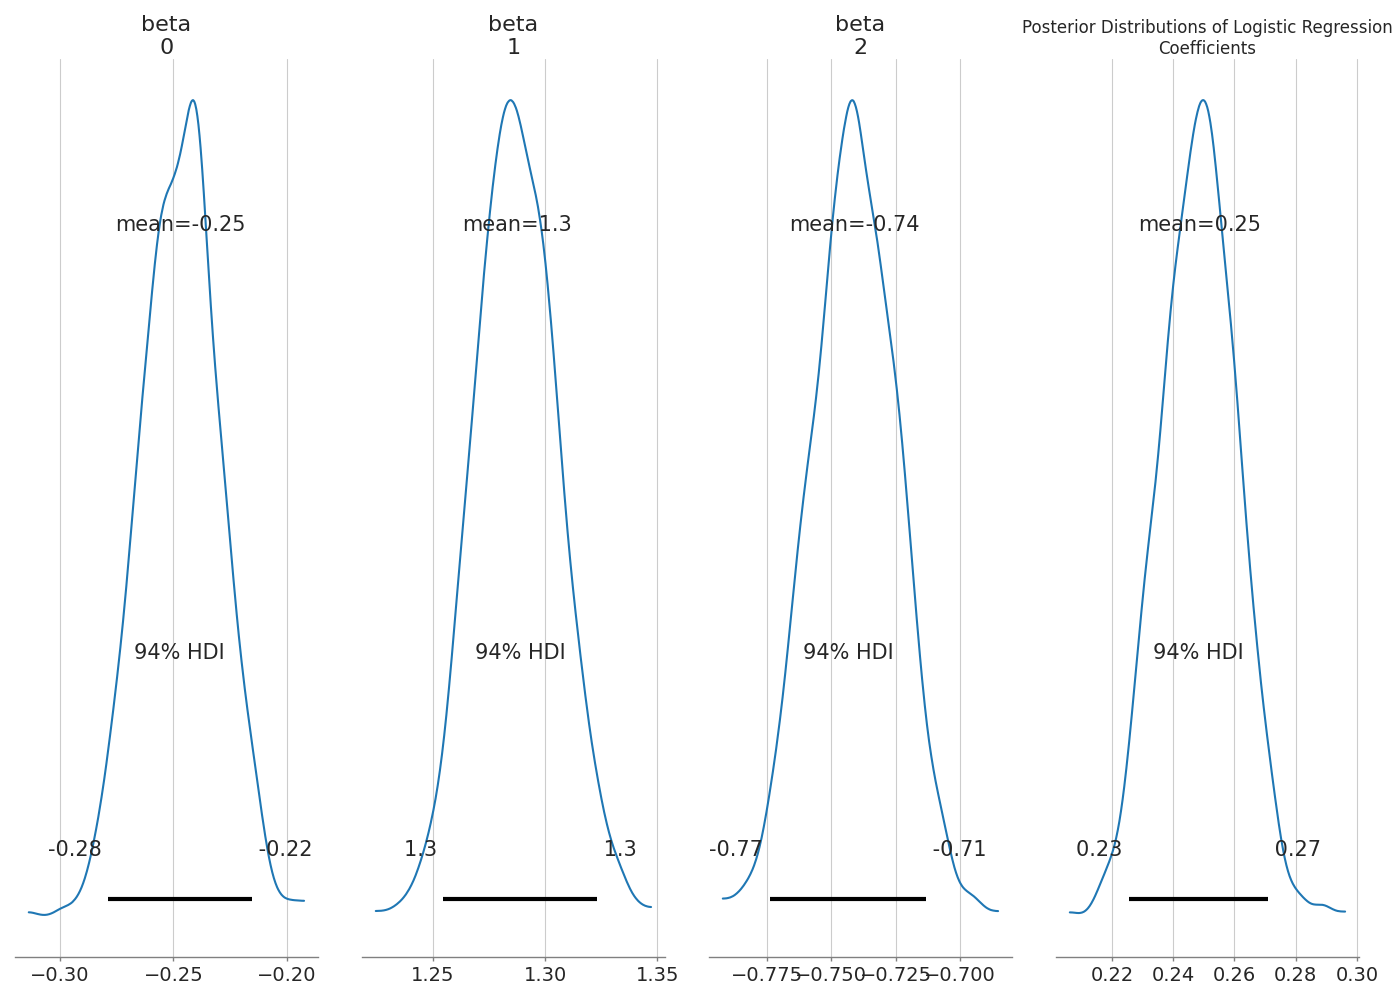 beta
0
mean=-0.25
94% HDI
-0.28 -0.22
−0.30 −0.25 −0.20
beta
1
mean=1.3
94% HDI
1.3 1.3
1.25 1.30 1.35
beta
2
mean=-0.74
94% HDI
-0.77 -0.71
−0.775 −0.750 −0.725 −0.700
Posterior Distributions of Logistic Regression
Coefficients
mean=0.25
94% HDI
0.23 0.27
0.22 0.24 0.26 0.28 0.30